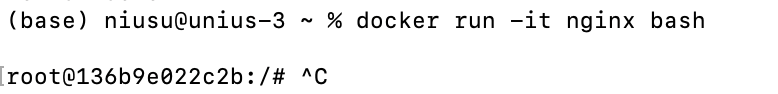 (base) niusu@unius-3 ~ % docker run -it nginx bash
[root@136b9e022c2b:/# ^C